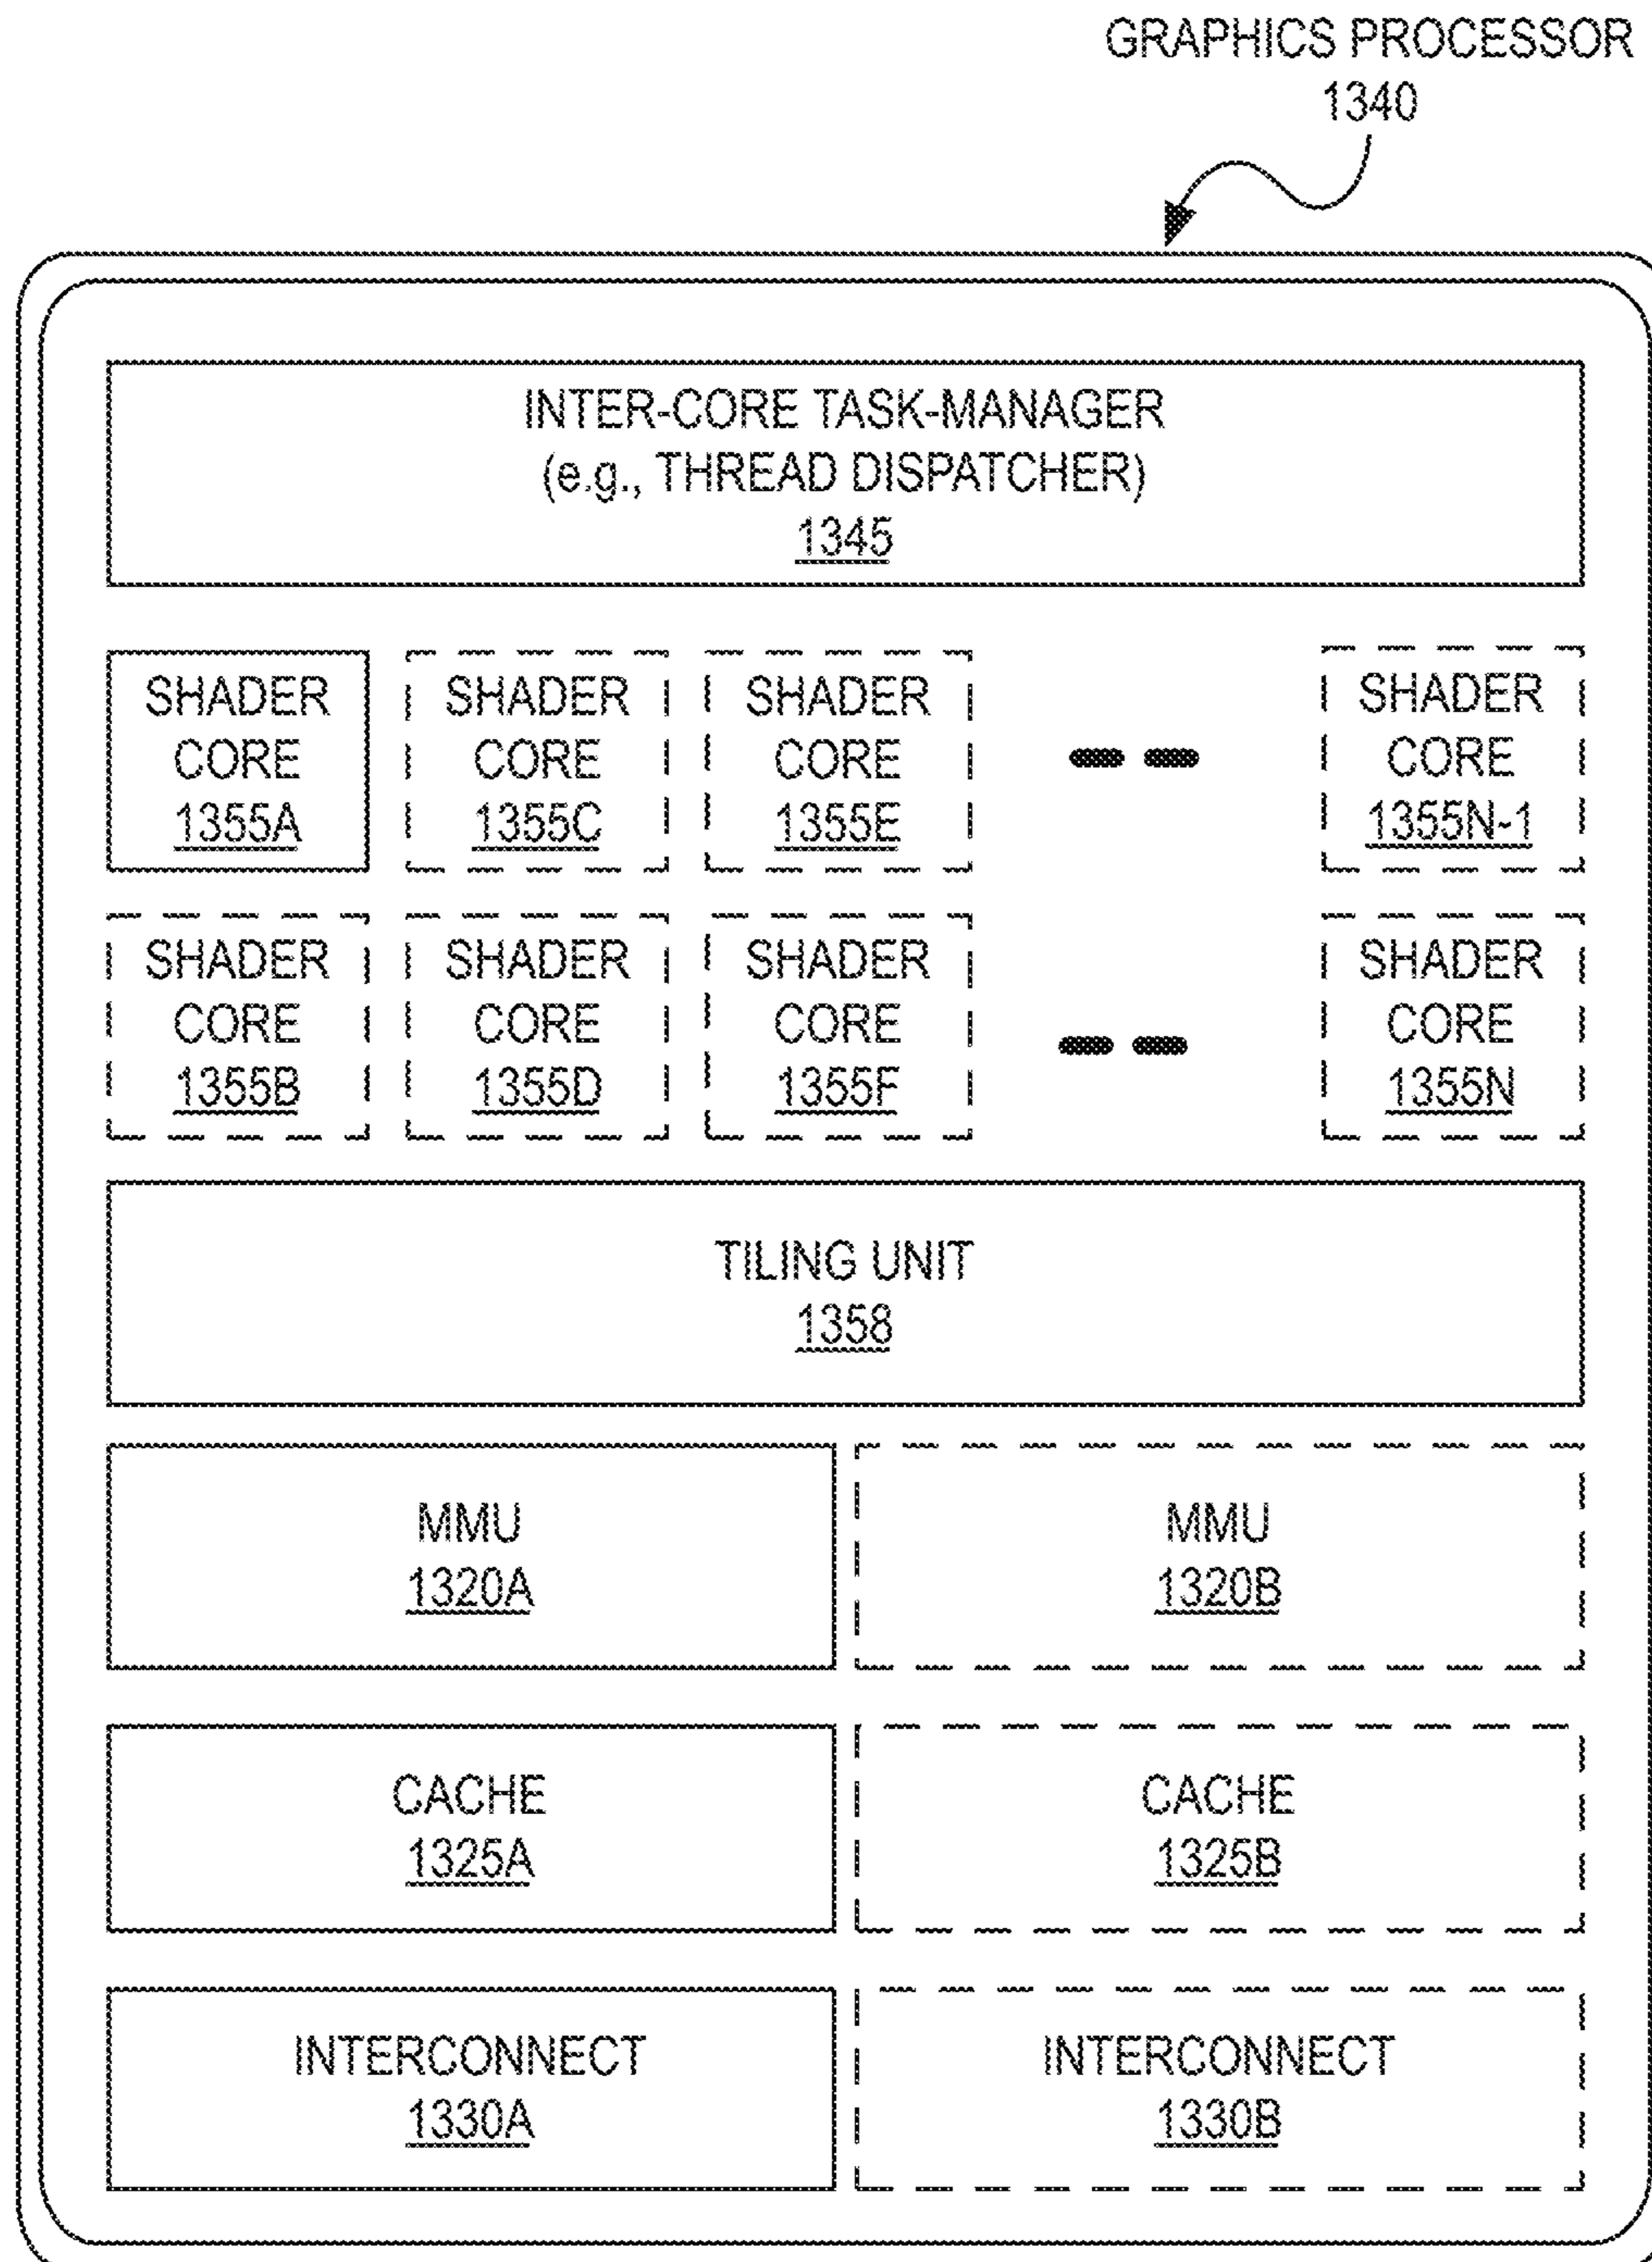 GRAPHICS PROCESSOR
1340
INTER-CORE TASK-MANAGER
(e.g., THREAD DISPATCHER)
1345
SHADER
CORE
1355A
SHADER
CORE
1355C
SHADER
CORE
1355E
SHADER
CORE
1355N-1
SHADER
CORE
1355B
SHADER
CORE
1355D
SHADER
CORE
1355F
SHADER
CORE
1355N
TILING UNIT
1358
MMU
1320A
MMU
1320B
CACHE
1325A
CACHE
1325B
INTERCONNECT
1330A
INTERCONNECT
1330B